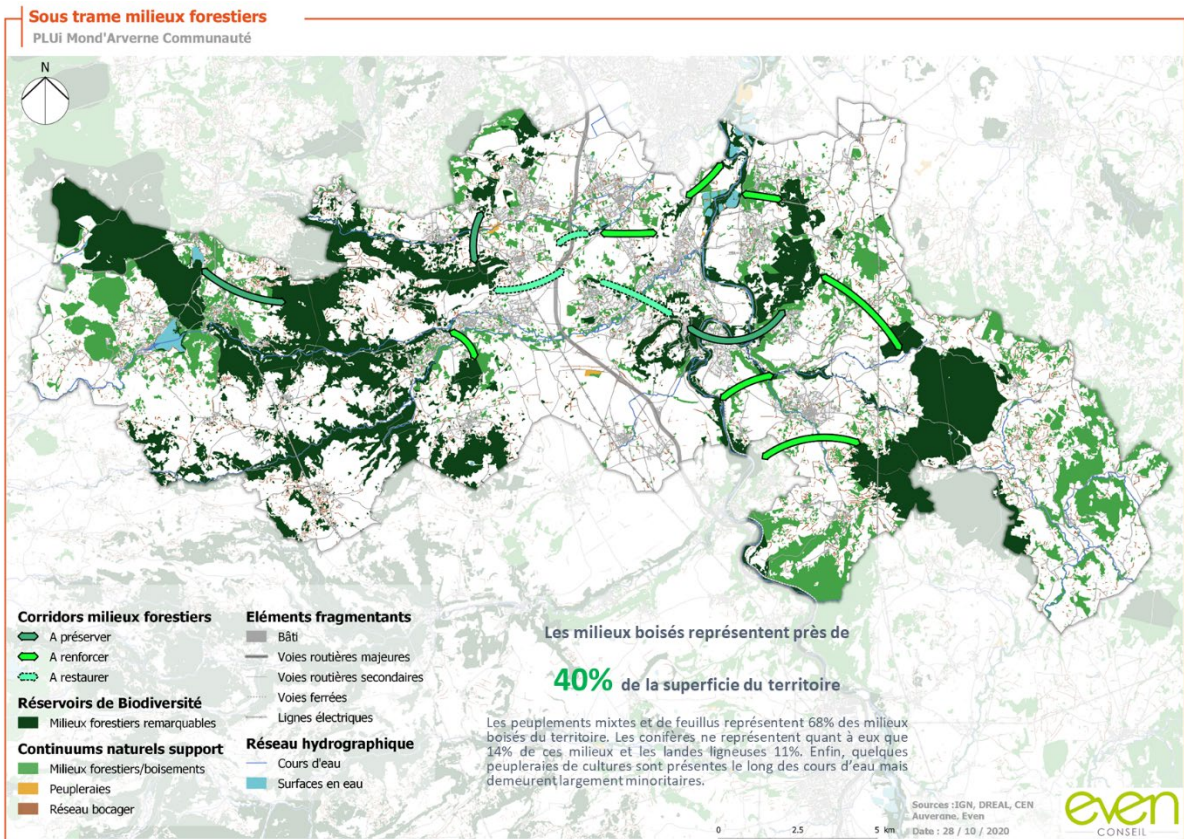 Sous trame milieux forestiers
PLUi Mond'Arverne Communauté
N
Corridors milieux forestiers
A préserver
A renforcer
A restaurer
Réservoirs de Biodiversité
Milieux forestiers remarquables
Continuums naturels support
Milieux forestiers/boisements
Peupleraies
Réseau bocager
Eléments fragmentants
Bâti
Voies routières majeures
Voies routières secondaires
Voies ferrées
Lignes électriques
Réseau hydrographique
Cours d'eau
Surfaces en eau
Les milieux boisés représentent près de
40% de la superficie du territoire
Les peuplements mixtes et de feuillus représentent 68% des milieux
boisés du territoire. Les conifères ne représentent quant à eux que
14% de ces milieux et les landes ligneuses 11%. Enfin, quelques
peupleraies de cultures sont présentes le long des cours d'eau mais
demeurent largement minoritaires.
Sources :IGN, DREAL, CEN
Auvergne, Even
Date : 28 / 10 / 2020
0 2.5 5 km
even
CONSEIL